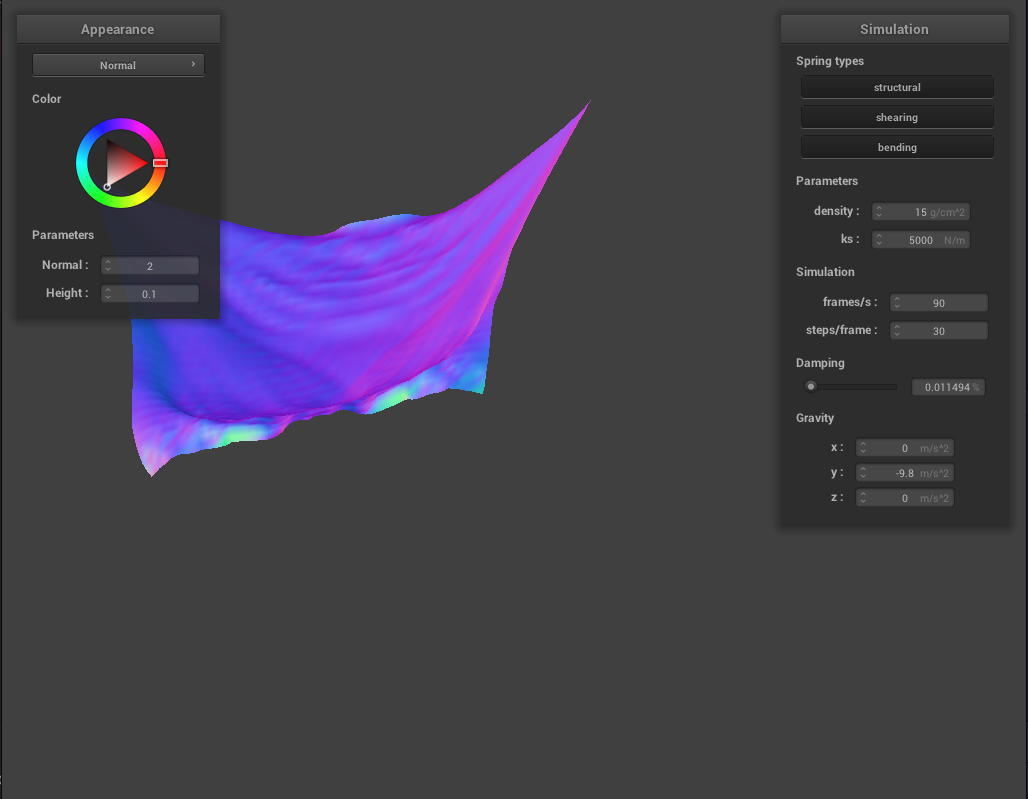 Appearance
Normal
Color
Parameters
Normal : 2
Height : 0.1
Simulation
Spring types
structural
shearing
bending
Parameters
density : 15 g/cm^2
ks : 5000 N/m
Simulation
frames/s : 90
steps/frame : 30
Damping
0.011494 %
Gravity
x : 0 m/s^2
y : -9.8 m/s^2
z : 0 m/s^2